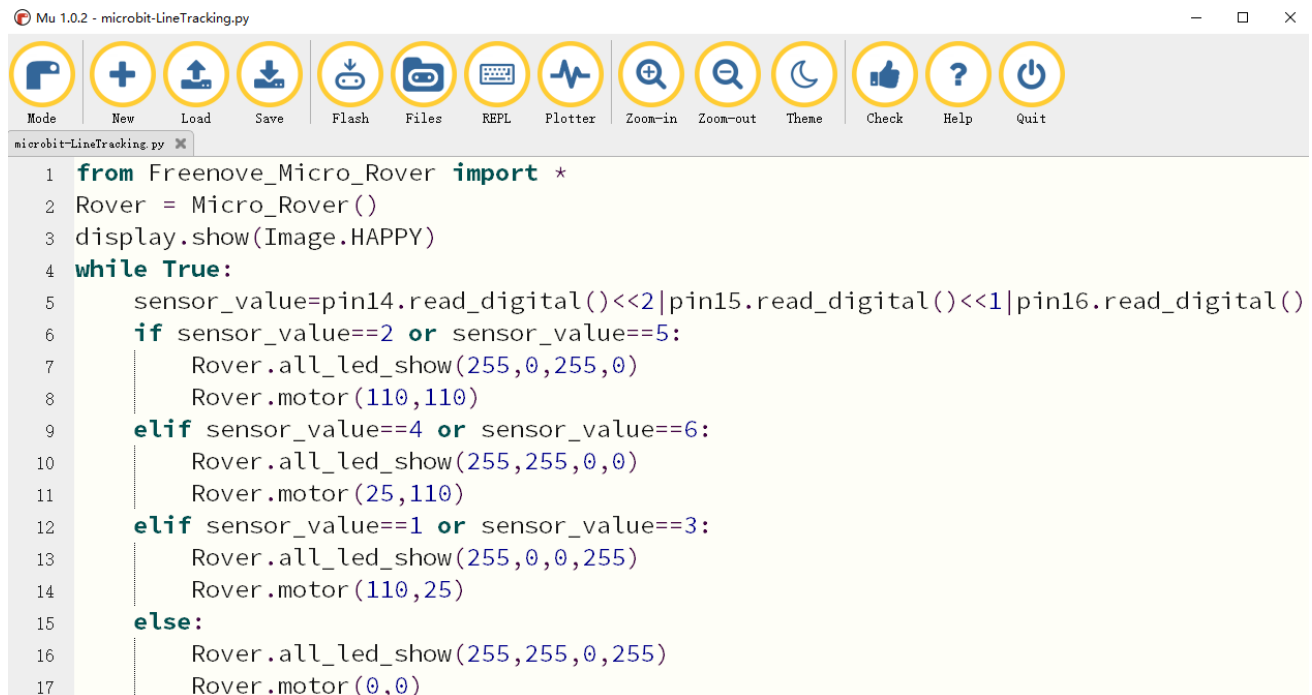 Mu 1.0.2 - microbit-LineTracking.py
Mode New Load Save Flash Files REPL Plotter Zoom-in Zoom-out Theme Check Help Quit
microbit-LineTracking.py
1 from Freenove_Micro_Rover import *
2 Rover = Micro_Rover()
3 display.show(Image.HAPPY)
4 while True:
5     sensor_value=pin14.read_digital()<<2|pin15.read_digital()<<1|pin16.read_digital()
6     if sensor_value==2 or sensor_value==5:
7         Rover.all_led_show(255,0,255,0)
8         Rover.motor(110,110)
9     elif sensor_value==4 or sensor_value==6:
10         Rover.all_led_show(255,255,0,0)
11         Rover.motor(25,110)
12     elif sensor_value==1 or sensor_value==3:
13         Rover.all_led_show(255,0,0,255)
14         Rover.motor(110,25)
15     else:
16         Rover.all_led_show(255,255,0,255)
17         Rover.motor(0,0)